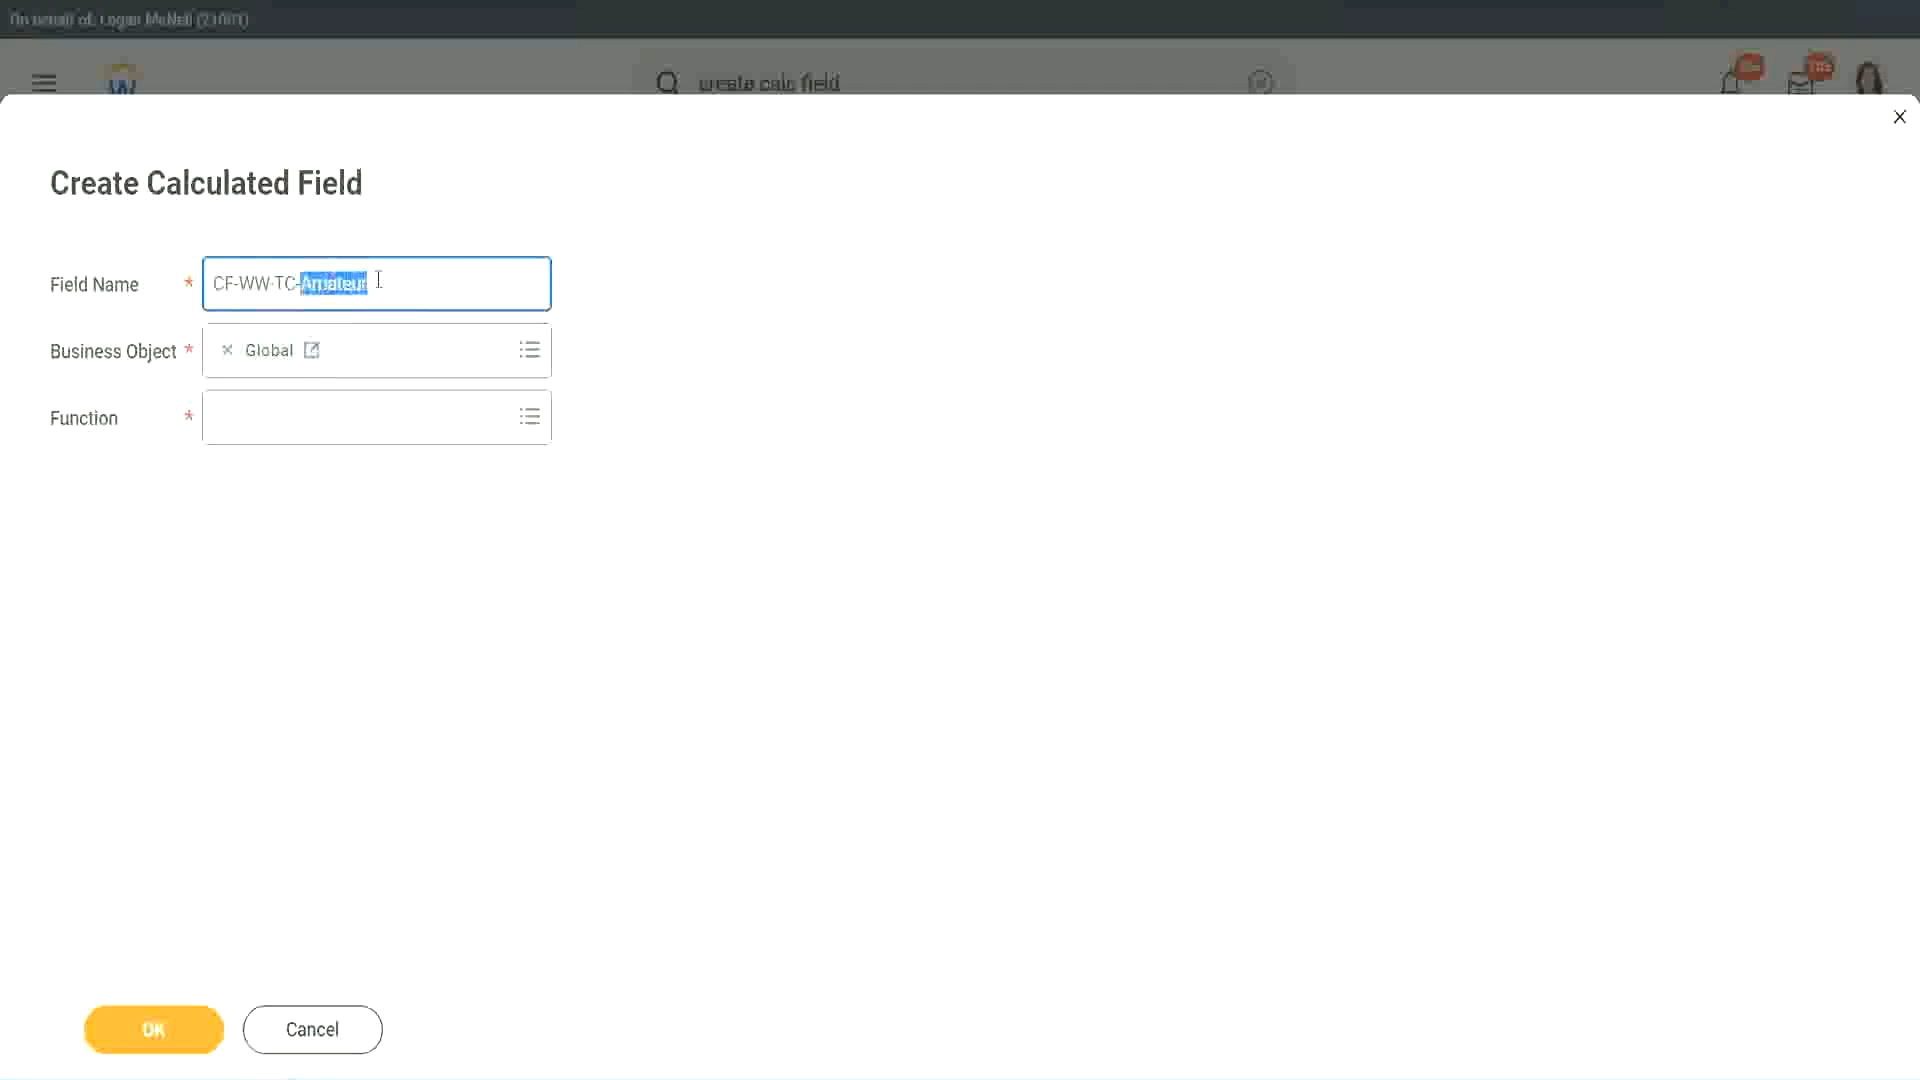 On behalf of: Logan McNeil (21001)
create calc field
Create Calculated Field
Field Name *
CF-WW-TC-Amateur
Business Object *
Global
Function *
OK
Cancel